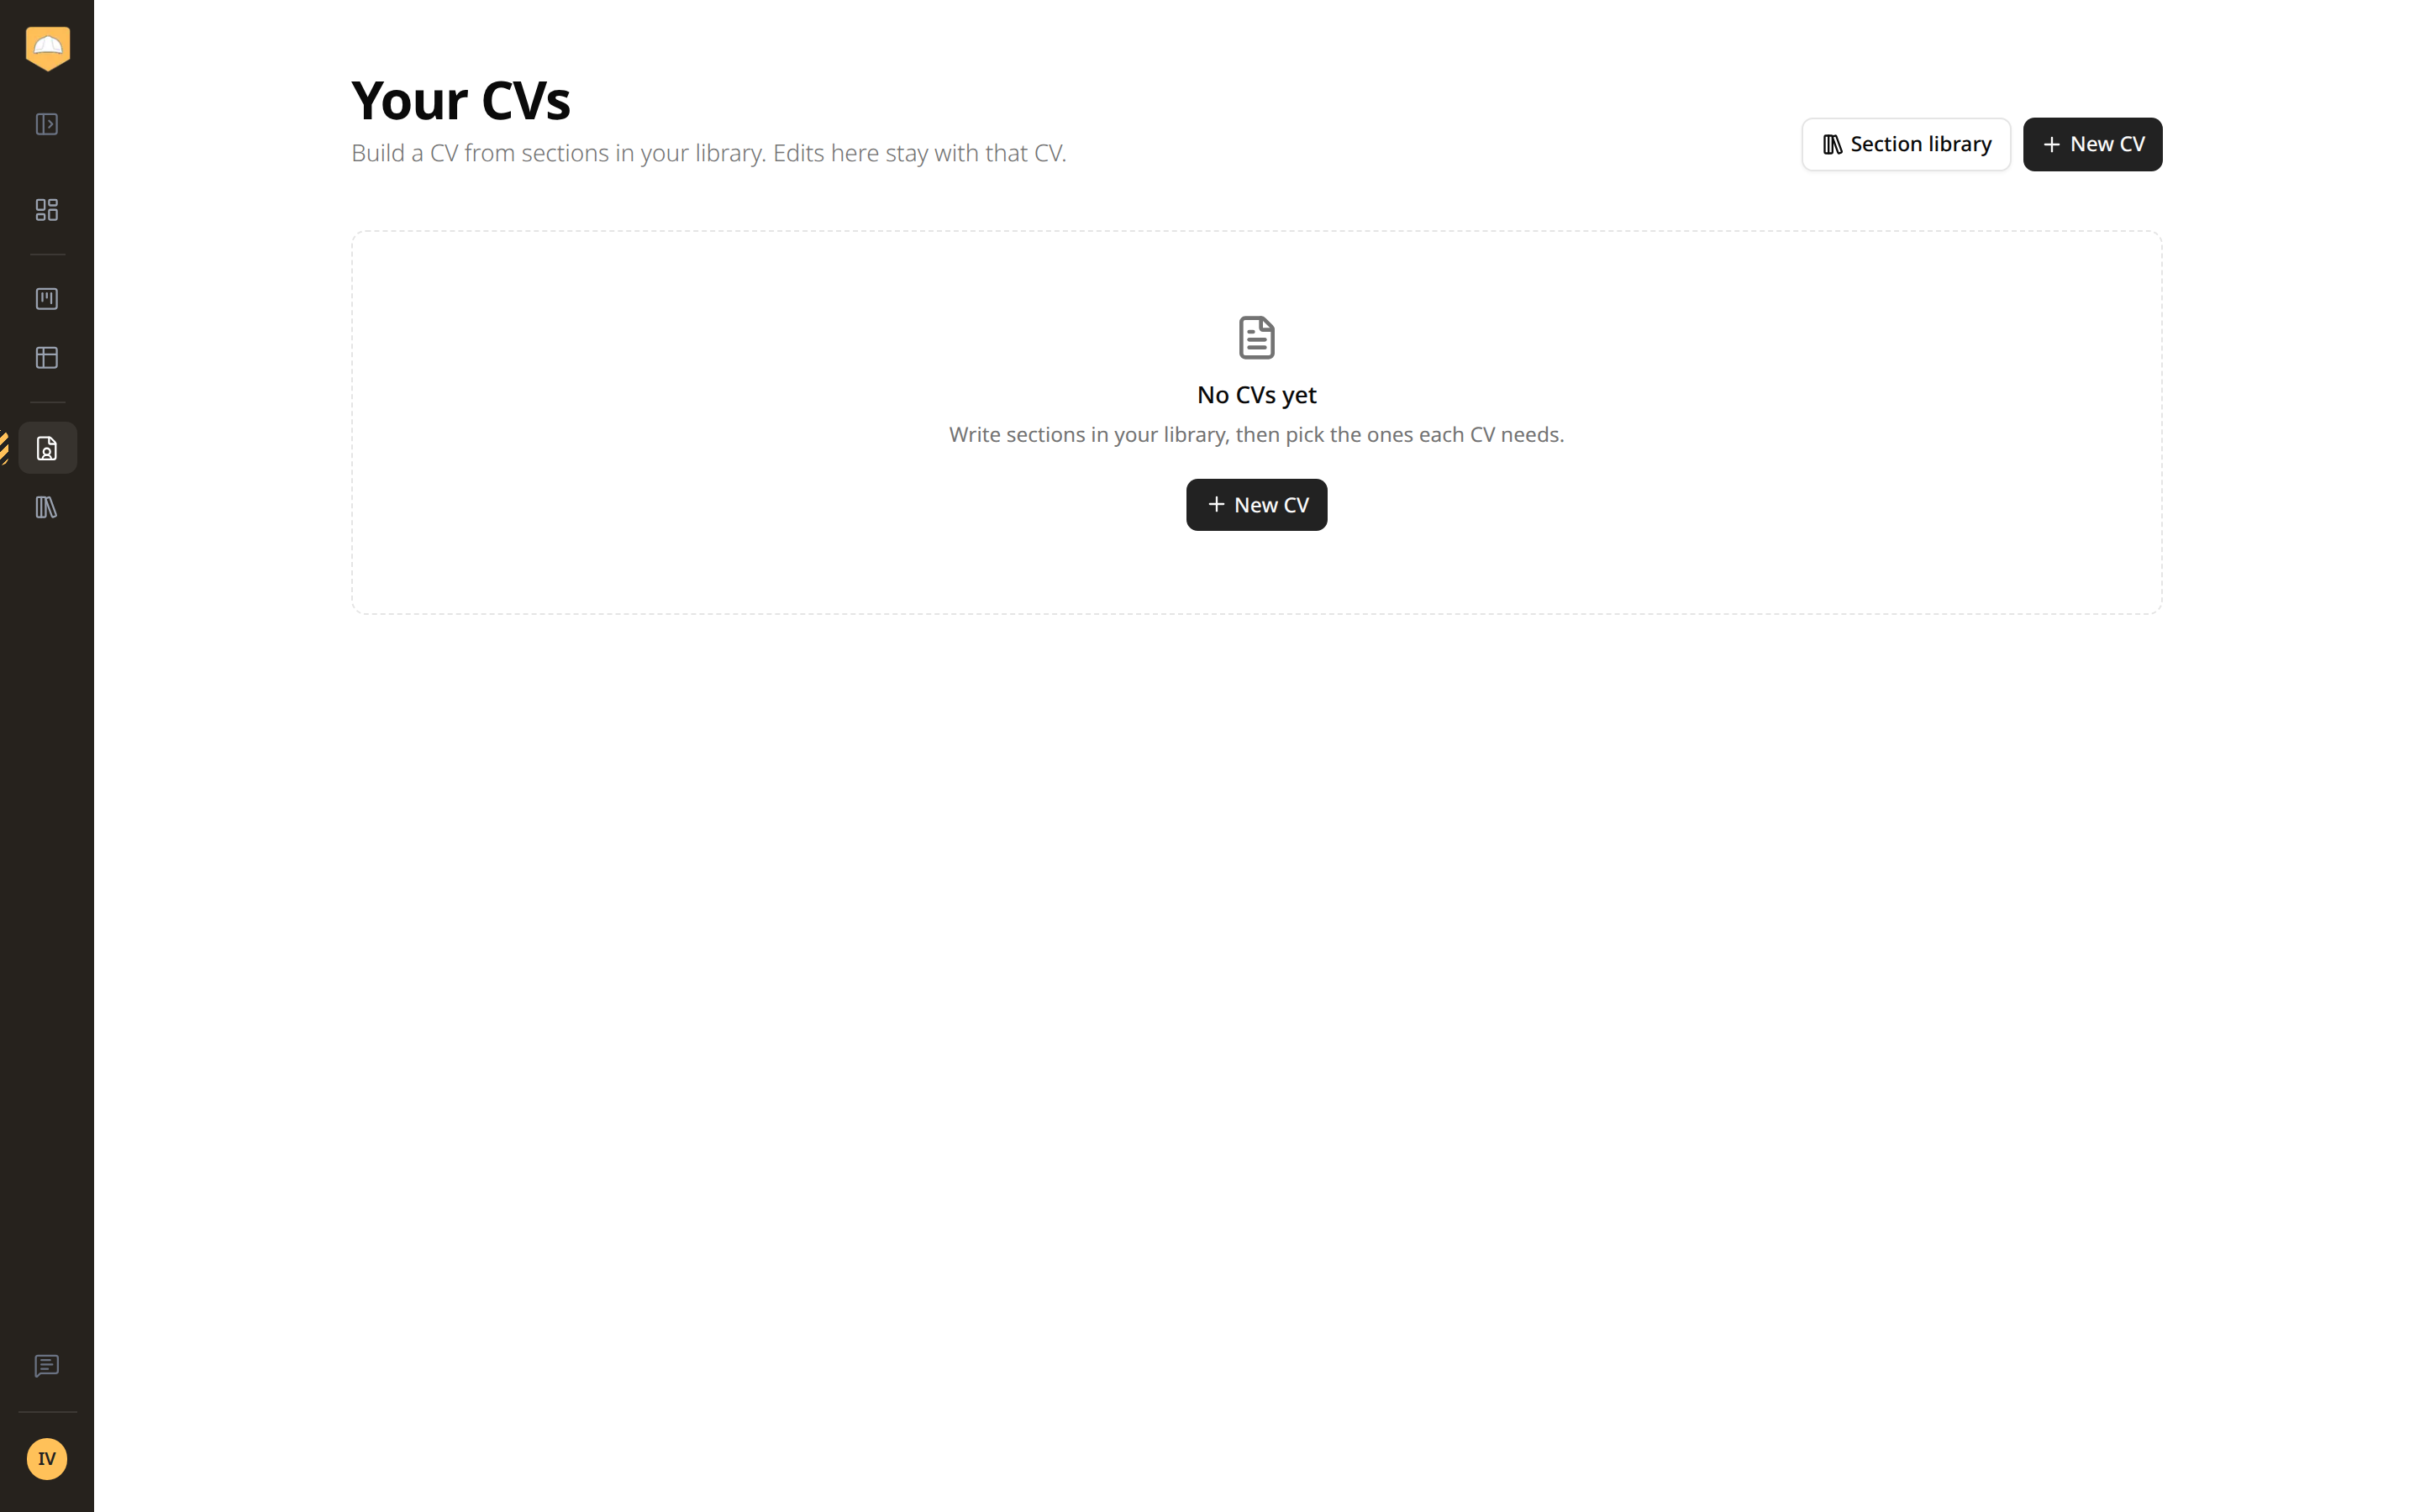 Your CVs
Build a CV from sections in your library. Edits here stay with that CV.
Section library
New CV
No CVs yet
Write sections in your library, then pick the ones each CV needs.
New CV
IV